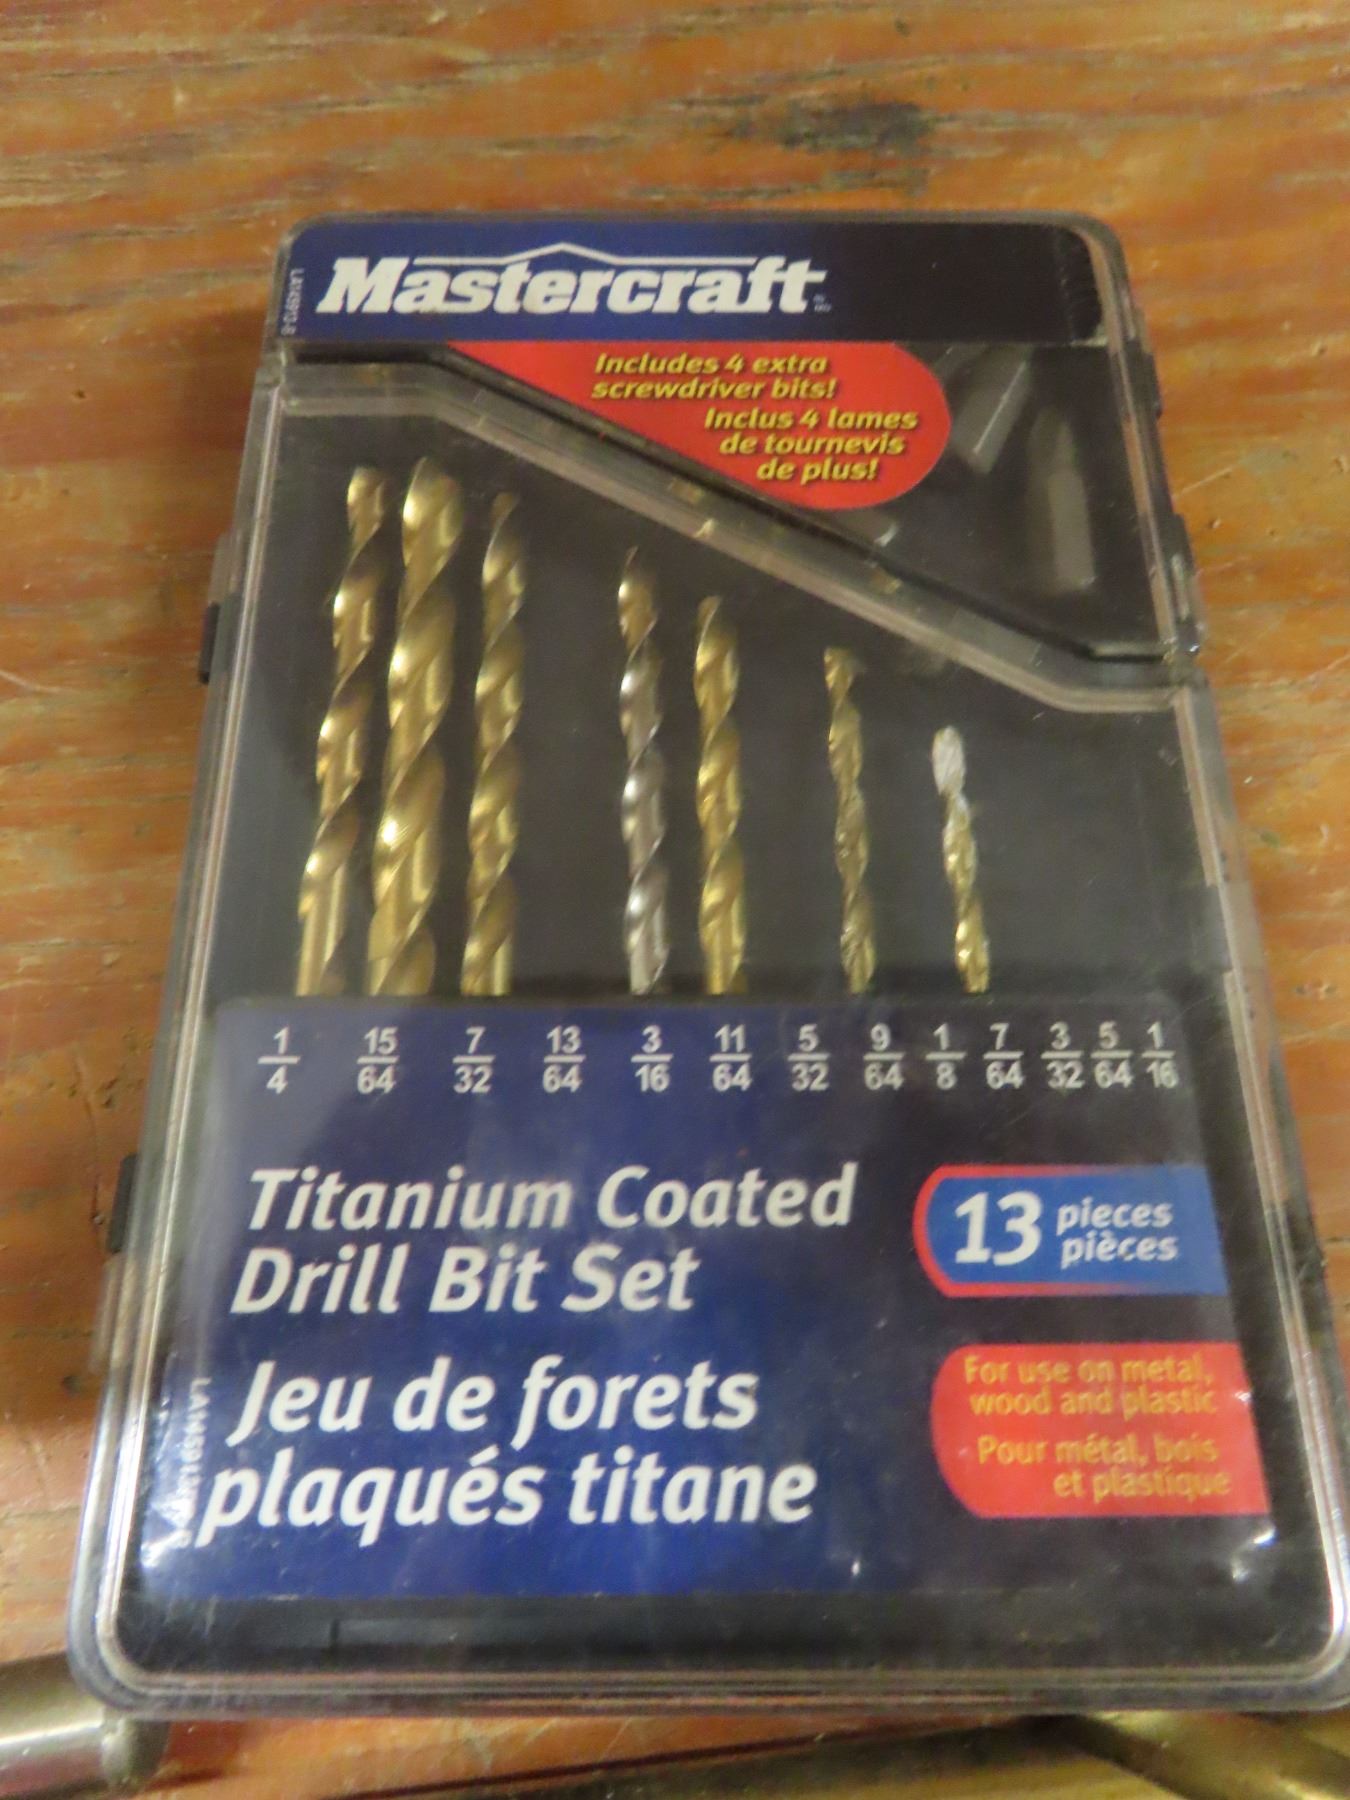 Mastercraft
Includes 4 extra
screwdriver bits!
Inclus 4 lames
de tournevis
de plus!
1/4 15/64 7/32 13/64 3/16 11/64 5/32 9/64 1/8 7/64 3/32 5/64 1/16
Titanium Coated
Drill Bit Set
13 pieces
pièces
Jeu de forets
plaqués titane
For use on metal,
wood and plastic
Pour métal, bois
et plastique